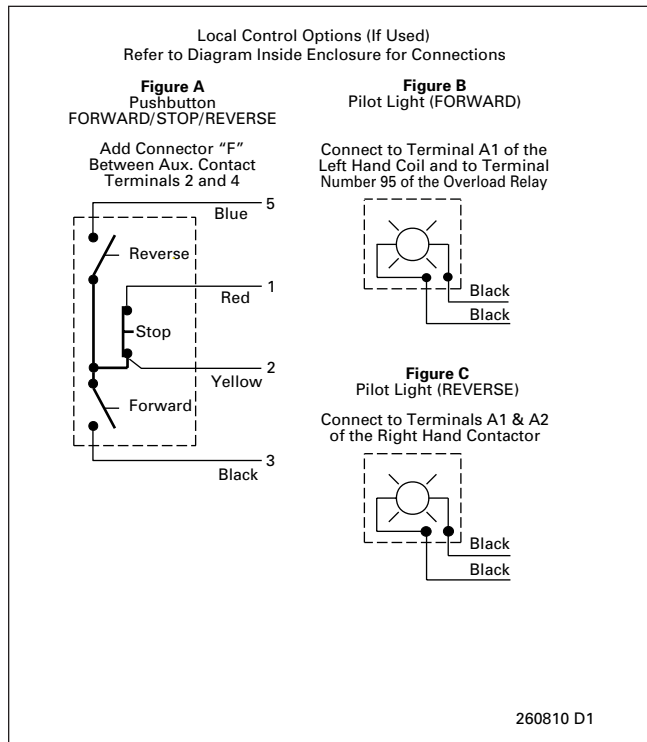 Local Control Options (If Used)
Refer to Diagram Inside Enclosure for Connections
Figure A
Pushbutton
FORWARD/STOP/REVERSE
Add Connector “F”
Between Aux. Contact
Terminals 2 and 4
5
Blue
Reverse
1
Red
Stop
2
Yellow
Forward
3
Black
Figure B
Pilot Light (FORWARD)
Connect to Terminal A1 of the
Left Hand Coil and to Terminal
Number 95 of the Overload Relay
Black
Black
Figure C
Pilot Light (REVERSE)
Connect to Terminals A1 & A2
of the Right Hand Contactor
Black
Black
260810 D1